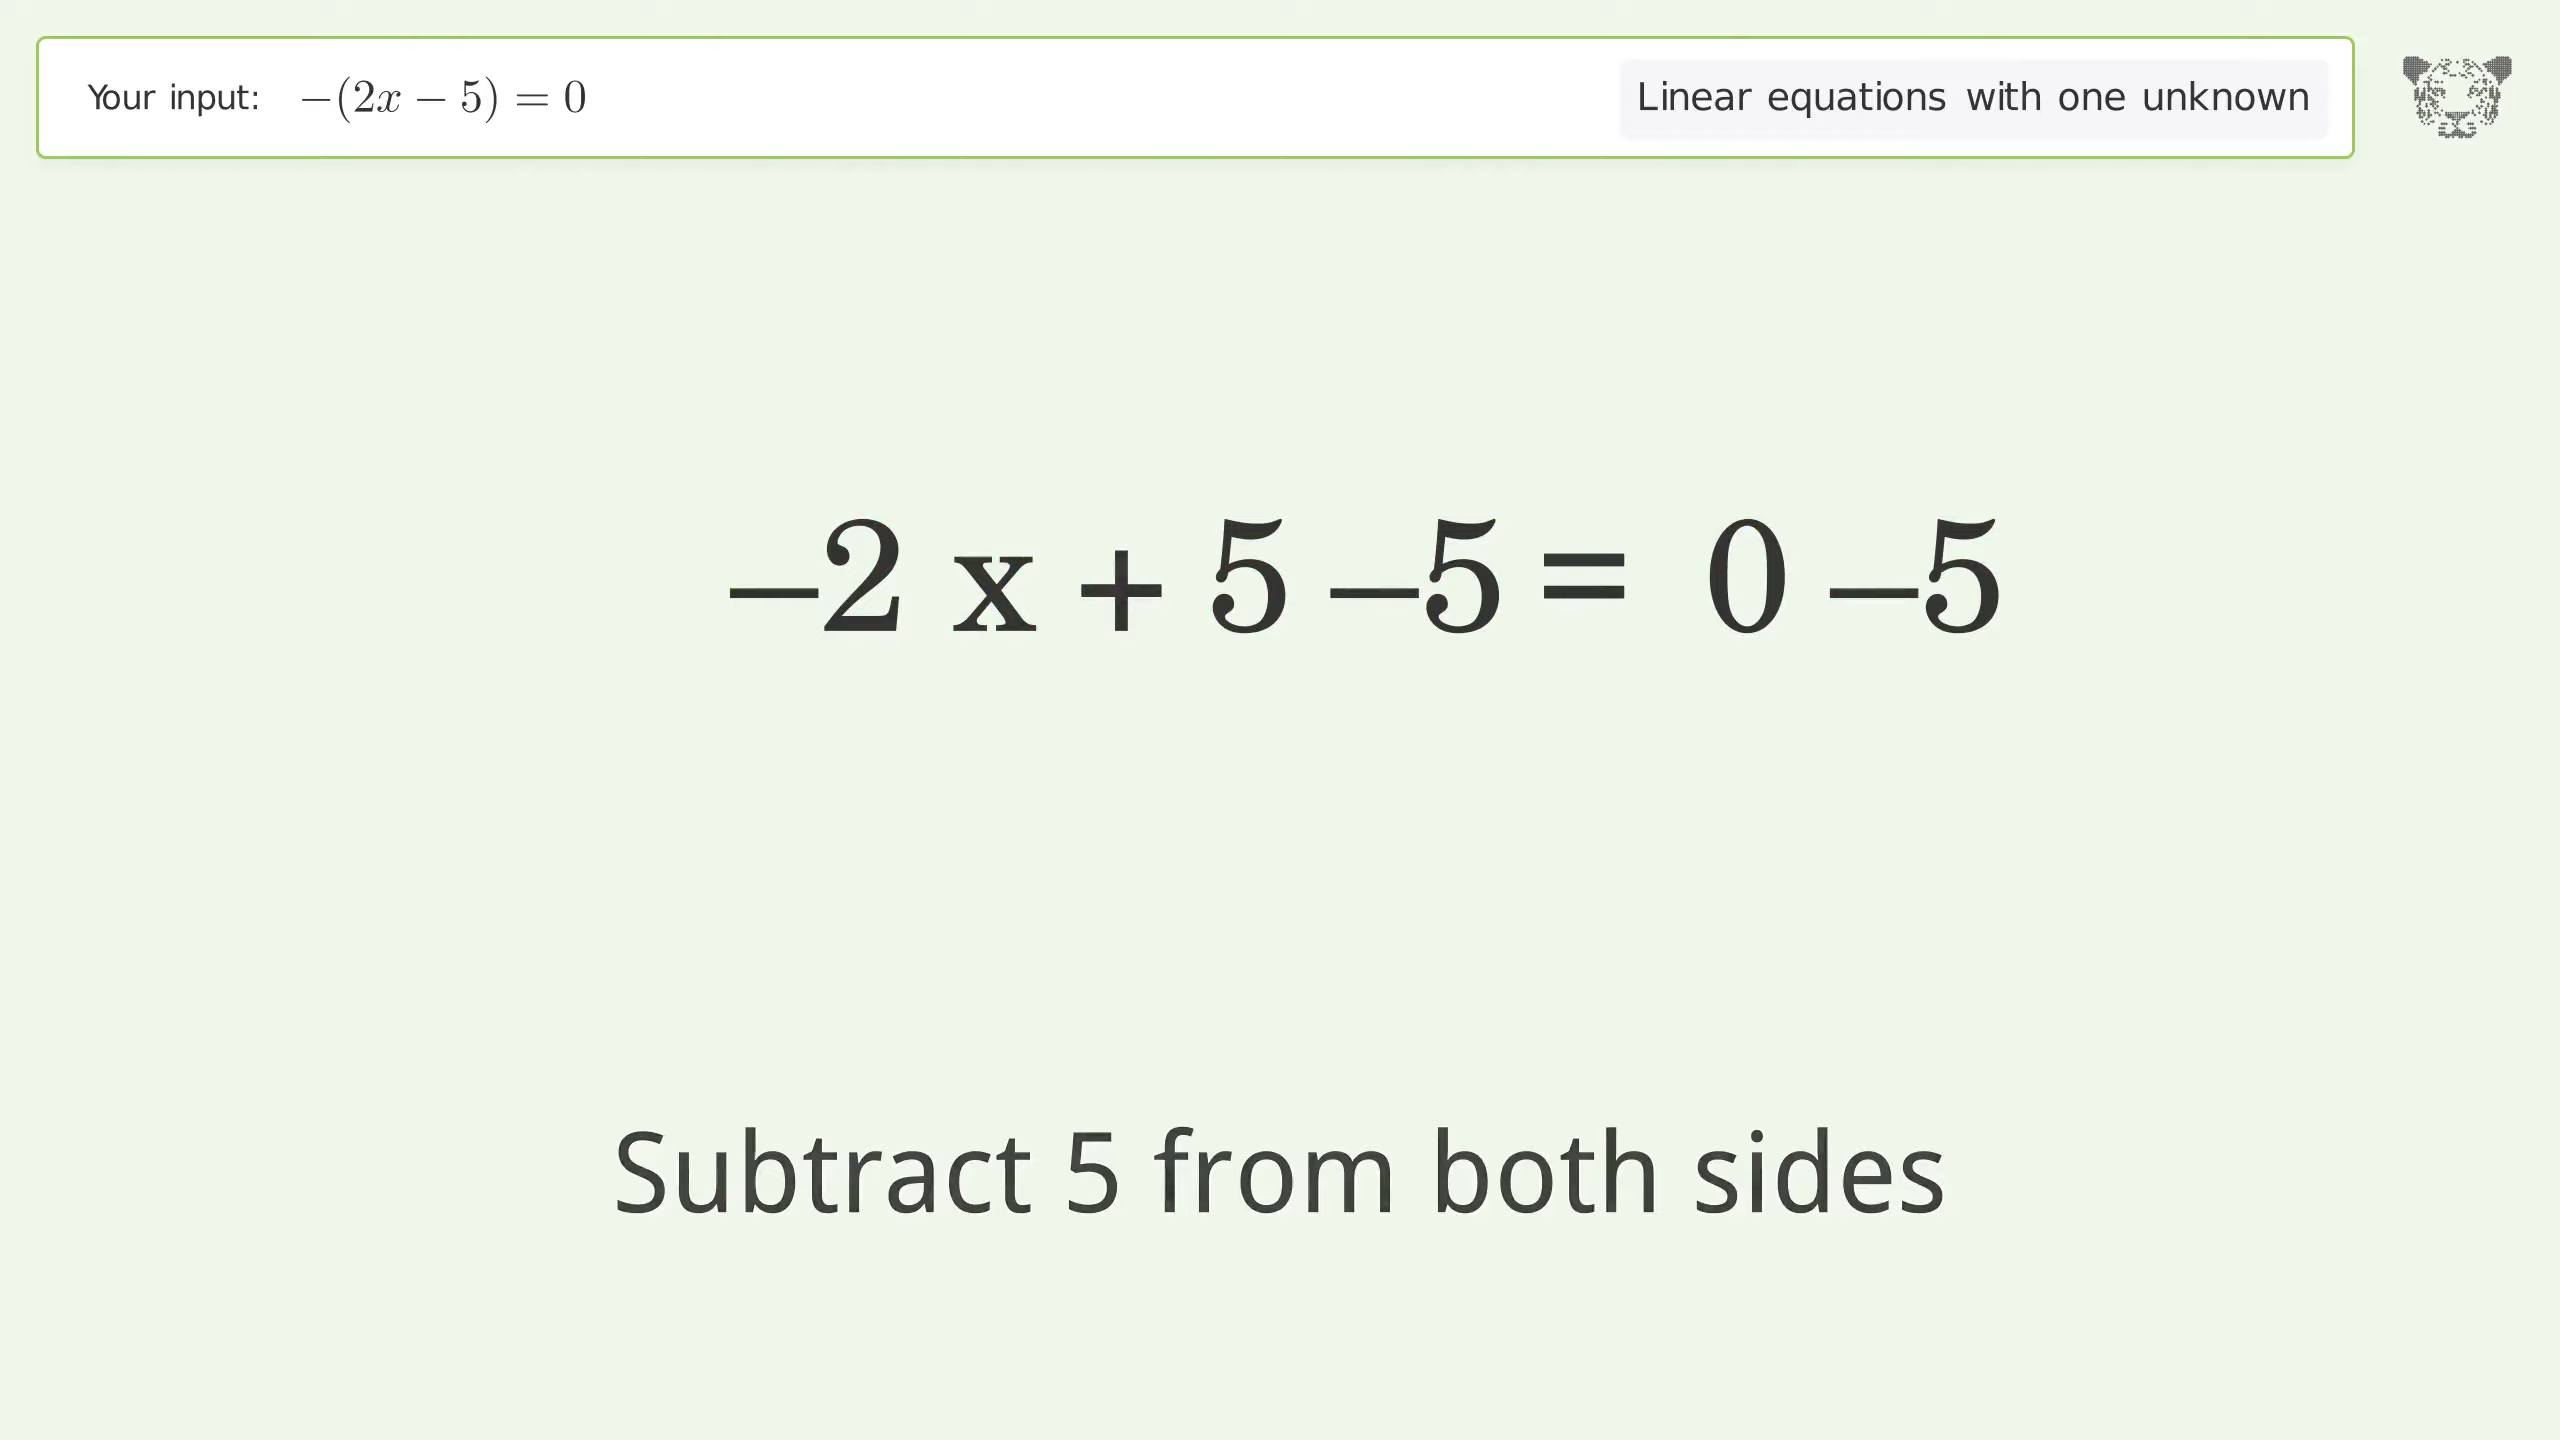 Your input: −(2x − 5) = 0
Linear equations with one unknown
−2 x + 5 −5 = 0 −5
Subtract 5 from both sides